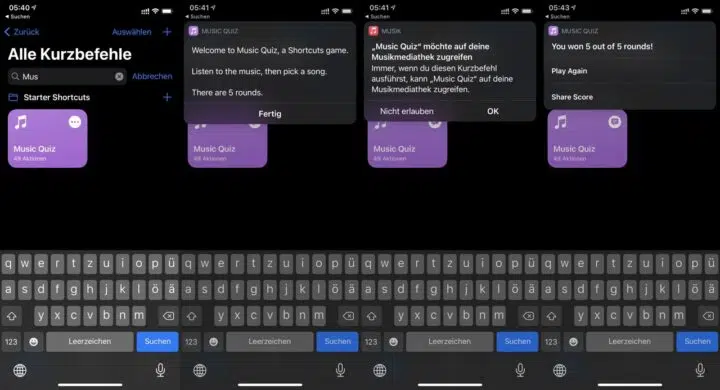 05:40
Suchen
Zurück
Auswählen
Alle Kurzbefehle
Mus
Abbrechen
Starter Shortcuts
Music Quiz
49 Aktionen
q w e r t z u i o p ü
a s d f g h j k l ö ä
y x c v b n m
123
Leerzeichen
Suchen
05:41
Suchen
MUSIC QUIZ
Welcome to Music Quiz, a Shortcuts game.
Listen to the music, then pick a song.
There are 5 rounds.
Fertig
Music Quiz
49 Aktionen
q w e r t z u i o p ü
a s d f g h j k l ö ä
y x c v b n m
123
Leerzeichen
Suchen
05:41
Suchen
MUSIK
„Music Quiz“ möchte auf deine
Musikmediathek zugreifen
Immer, wenn du diesen Kurzbefehl
ausführst, kann „Music Quiz“ auf deine
Musikmediathek zugreifen.
Nicht erlauben
OK
Music Quiz
49 Aktionen
q w e r t z u i o p ü
a s d f g h j k l ö ä
y x c v b n m
123
Leerzeichen
Suchen
05:43
Suchen
MUSIC QUIZ
You won 5 out of 5 rounds!
Play Again
Share Score
Music Quiz
49 Aktionen
q w e r t z u i o p ü
a s d f g h j k l ö ä
y x c v b n m
123
Leerzeichen
Suchen